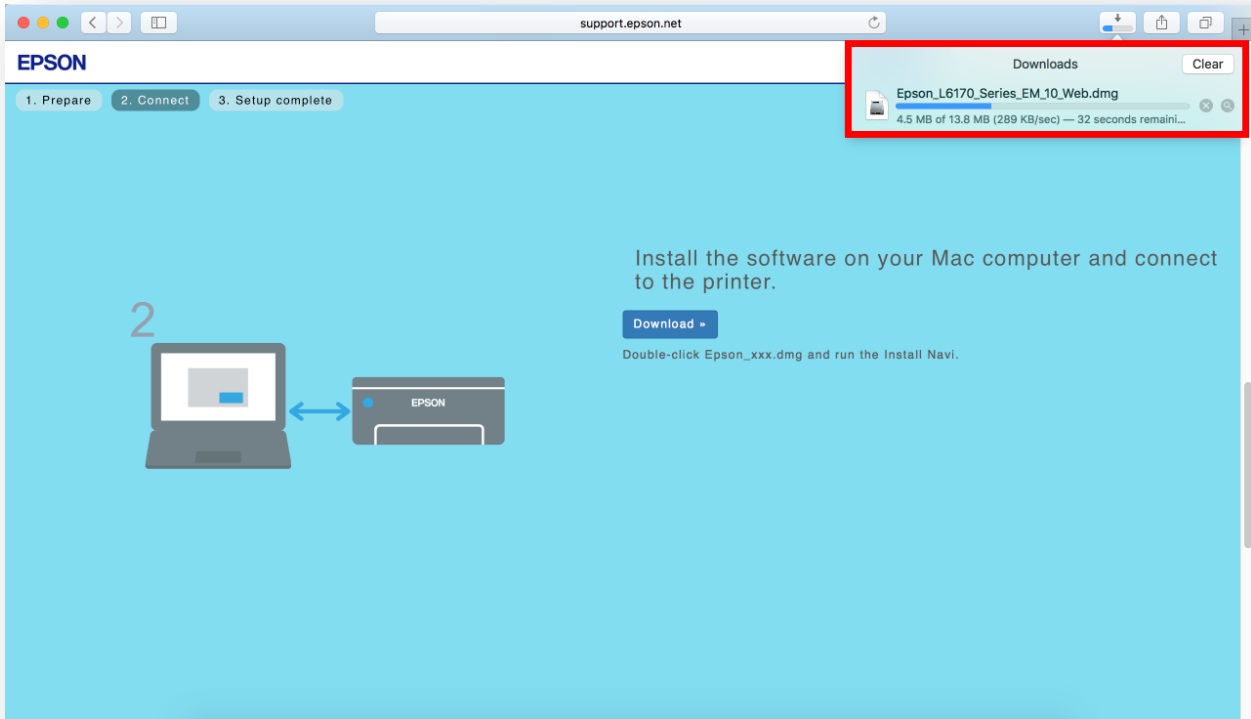 support.epson.net
EPSON
Downloads
Clear
Epson_L6170_Series_EM_10_Web.dmg
4.5 MB of 13.8 MB (289 KB/sec) — 32 seconds remaini...
1. Prepare
2. Connect
3. Setup complete
Install the software on your Mac computer and connect
to the printer.
Download »
Double-click Epson_xxx.dmg and run the Install Navi.
2
EPSON